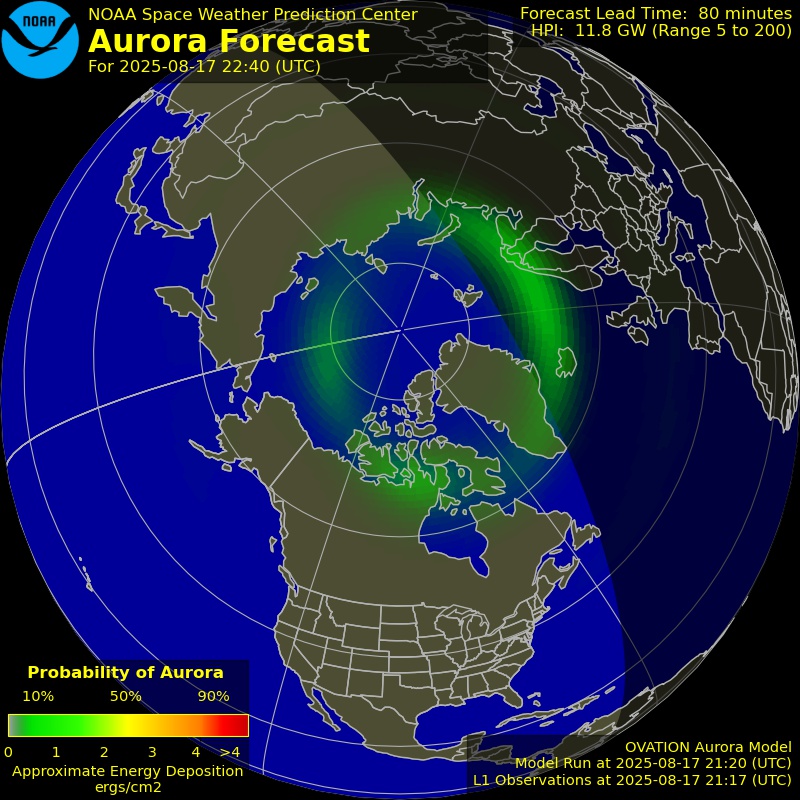 NOAA
NOAA Space Weather Prediction Center
Aurora Forecast
For 2025-08-17 22:40 (UTC)
Forecast Lead Time: 80 minutes
HPI: 11.8 GW (Range 5 to 200)
Probability of Aurora
10% 50% 90%
0 1 2 3 4 >4
Approximate Energy Deposition
ergs/cm2
OVATION Aurora Model
Model Run at 2025-08-17 21:20 (UTC)
L1 Observations at 2025-08-17 21:17 (UTC)